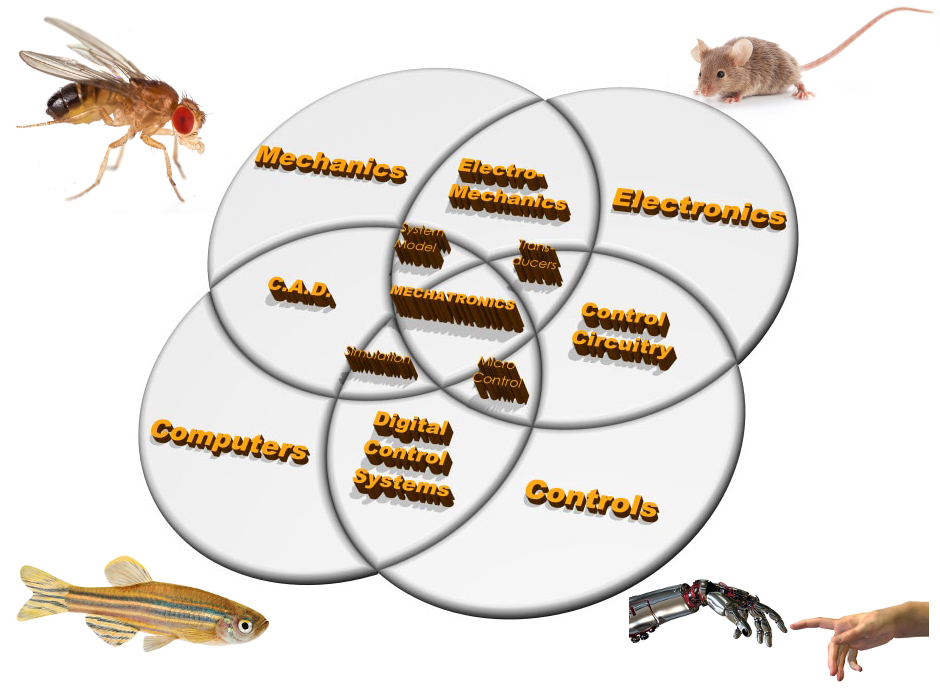 Mechanics
Electro-
Mechanics
Electronics
System
Model
Trans-
ducers
C.A.D.
MECHATRONICS
Control
Circuitry
Simulation
Micro
Control
Computers
Digital
Control
Systems
Controls